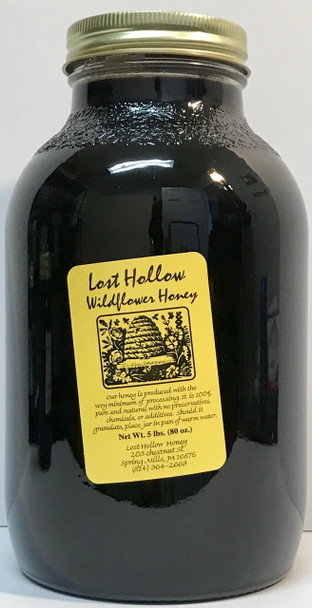 Lost Hollow
Wildflower Honey
Our honey is produced with the
very minimum of processing. It is 100%
pure and natural with no preservatives,
chemicals, or additives. Should it
granulate, place jar in pan of warm water.
Net Wt. 5 lbs. (80 oz.)
Lost Hollow Honey
203 Chestnut St.
Spring Mills, PA 16875
(814) 364-2068